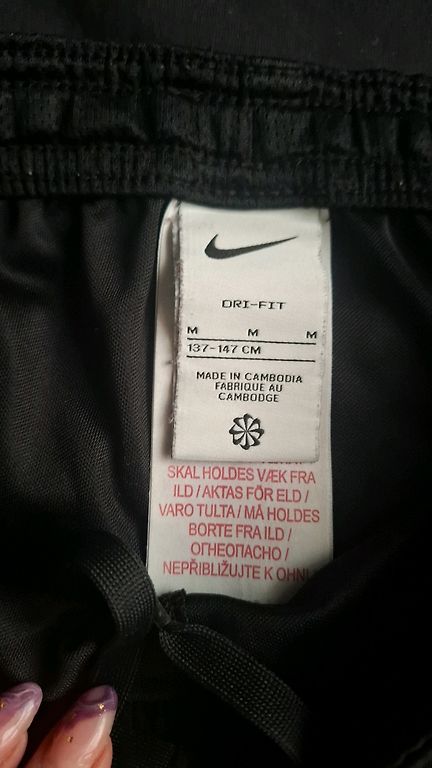 DRI-FIT
M M M
137-147 CM
MADE IN CAMBODIA
FABRIQUE AU
CAMBODGE
SKAL HOLDES VÆK FRA
ILD / AKTAS FÖR ELD /
VARO TULTA / MÅ HOLDES
BORTE FRA ILD /
ОГНЕОПАСНО /
NEPŘIBLIŽUJTE K OHNI